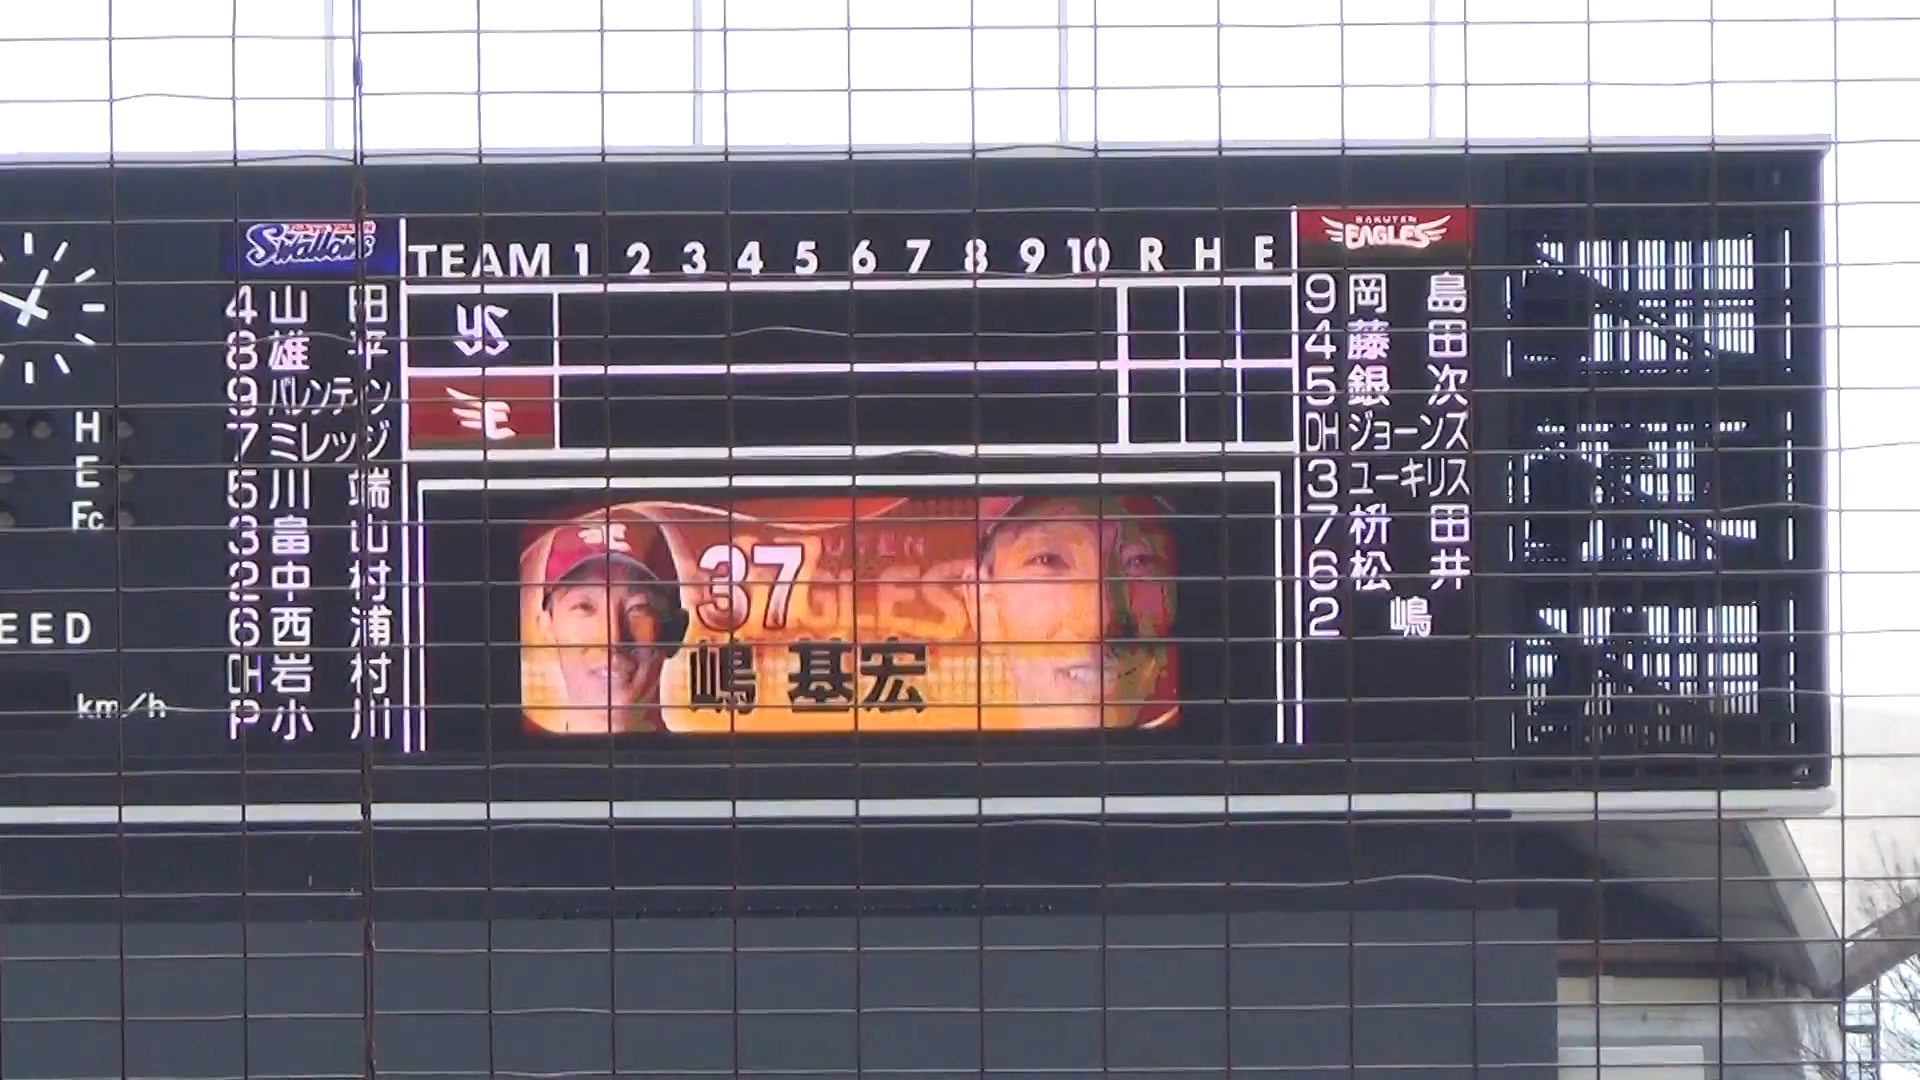 Swallows
TEAM 1 2 3 4 5 6 7 8 9 10 R H E
RAKUTEN
EAGLES
4 山田
8 雄平
9 バレンティン
7 ミレッジ
5 川端
3 畠山
2 中村
6 西浦
DH 岩村
P 小川
YS
E
37
嶋 基宏
9 岡島
4 藤田
5 銀次
DH ジョーンズ
3 ユーキリス
7 枡田
6 松井
2 嶋
H
E
Fc
EED
km/h